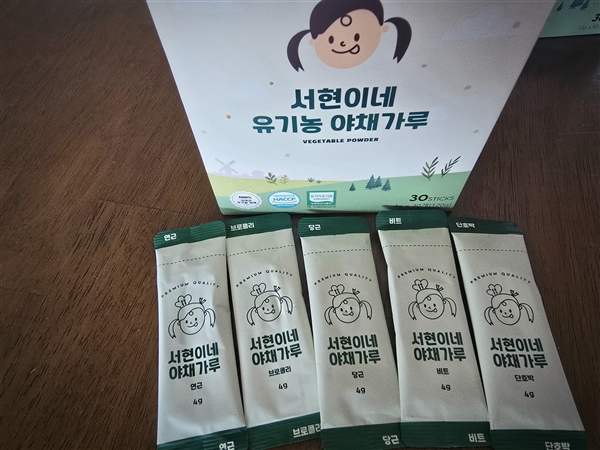 서현이네
유기농 야채가루
VEGETABLE POWDER
HACCP
30STICKS
30
연근
PREMIUM QUALITY
서현이네
야채가루
연근
4g
연근
브로콜리
PREMIUM QUALITY
서현이네
야채가루
브로콜리
4g
브로콜리
당근
PREMIUM QUALITY
서현이네
야채가루
당근
4g
당근
비트
PREMIUM QUALITY
서현이네
야채가루
비트
4g
비트
단호박
PREMIUM QUALITY
서현이네
야채가루
단호박
4g
단호박